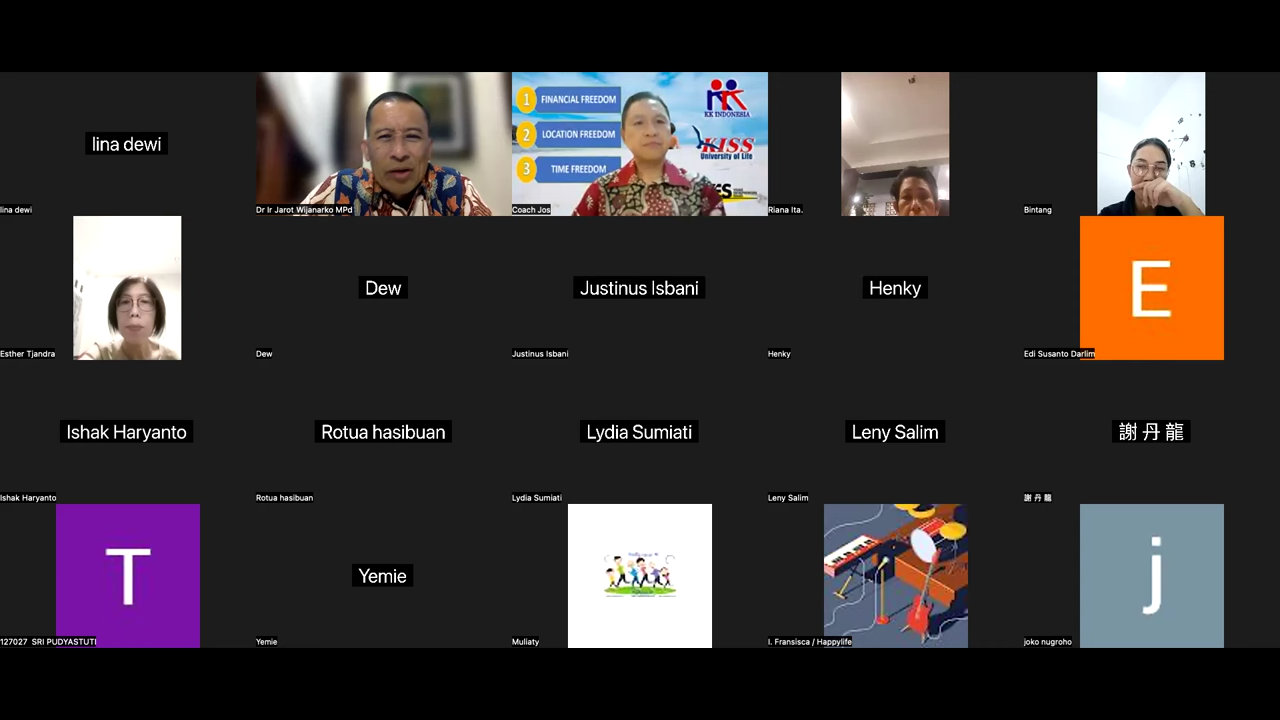 lina dewi
lina dewi
Dr Ir Jarot Wijanarko MPd
1 FINANCIAL FREEDOM
2 LOCATION FREEDOM
3 TIME FREEDOM
KK INDONESIA
KISS
University of Life
Coach Jos
Riana Ita.
Bintang
Esther Tjandra
Dew
Dew
Justinus Isbani
Justinus Isbani
Henky
Henky
E
Edi Susanto Darlim
Ishak Haryanto
Ishak Haryanto
Rotua hasibuan
Rotua hasibuan
Lydia Sumiati
Lydia Sumiati
Leny Salim
Leny Salim
謝 丹 龍
謝 丹 龍
T
127027 SRI PUDYASTUTI
Yemie
Yemie
Muliaty
I. Fransisca / Happylife
j
joko nugroho